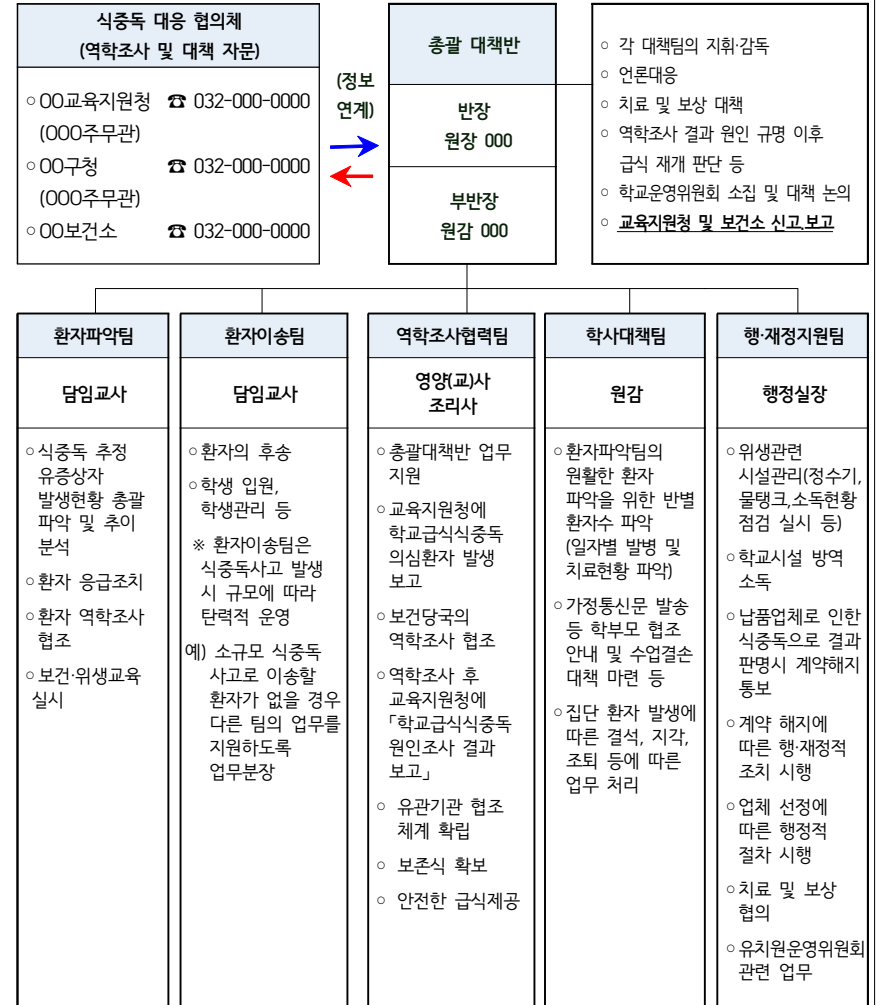 식중독 대응 협의체
(역학조사 및 대책 자문)
○ OO교육지원청 ☎ 032-000-0000
(OOO주무관)
○ OO구청 ☎ 032-000-0000
(OOO주무관)
○ OO보건소 ☎ 032-000-0000
(정보
연계)
총괄 대책반
반장
원장 OOO
부반장
원감 OOO
○ 각 대책팀의 지휘·감독
○ 언론대응
○ 치료 및 보상 대책
○ 역학조사 결과 원인 규명 이후
급식 재개 판단 등
○ 학교운영위원회 소집 및 대책 논의
○ 교육지원청 및 보건소 신고.보고
환자파악팀
담임교사
○ 식중독 추정
유증상자
발생현황 총괄
파악 및 추이
분석
○ 환자 응급조치
○ 환자 역학조사
협조
○ 보건·위생교육
실시
환자이송팀
담임교사
○ 환자의 후송
○ 학생 입원,
학생관리 등
※ 환자이송팀은
식중독사고 발생
시 규모에 따라
탄력적 운영
예) 소규모 식중독
사고로 이송할
환자가 없을 경우
다른 팀의 업무를
지원하도록
업무분장
역학조사협력팀
영양(교)사
조리사
○ 총괄대책반 업무
지원
○ 교육지원청에
학교급식식중독
의심환자 발생
보고
○ 보건당국의
역학조사 협조
○ 역학조사 후
교육지원청에
「학교급식식중독
원인조사 결과
보고」
○ 유관기관 협조
체계 확립
○ 보존식 확보
○ 안전한 급식제공
학사대책팀
원감
○ 환자파악팀의
원활한 환자
파악을 위한 반별
환자수 파악
(일자별 발병 및
치료현황 파악)
○ 가정통신문 발송
등 학부모 협조
안내 및 수업결손
대책 마련 등
○ 집단 환자 발생에
따른 결석, 지각,
조퇴 등에 따른
업무 처리
행·재정지원팀
행정실장
○ 위생관련
시설관리(정수기,
물탱크,소독현황
점검 실시 등)
○ 학교시설 방역
소독
○ 납품업체로 인한
식중독으로 결과
판명시 계약해지
통보
○ 계약 해지에
따른 행·재정적
조치 시행
○ 업체 선정에
따른 행정적
절차 시행
○ 치료 및 보상
협의
○ 유치원운영위원회
관련 업무